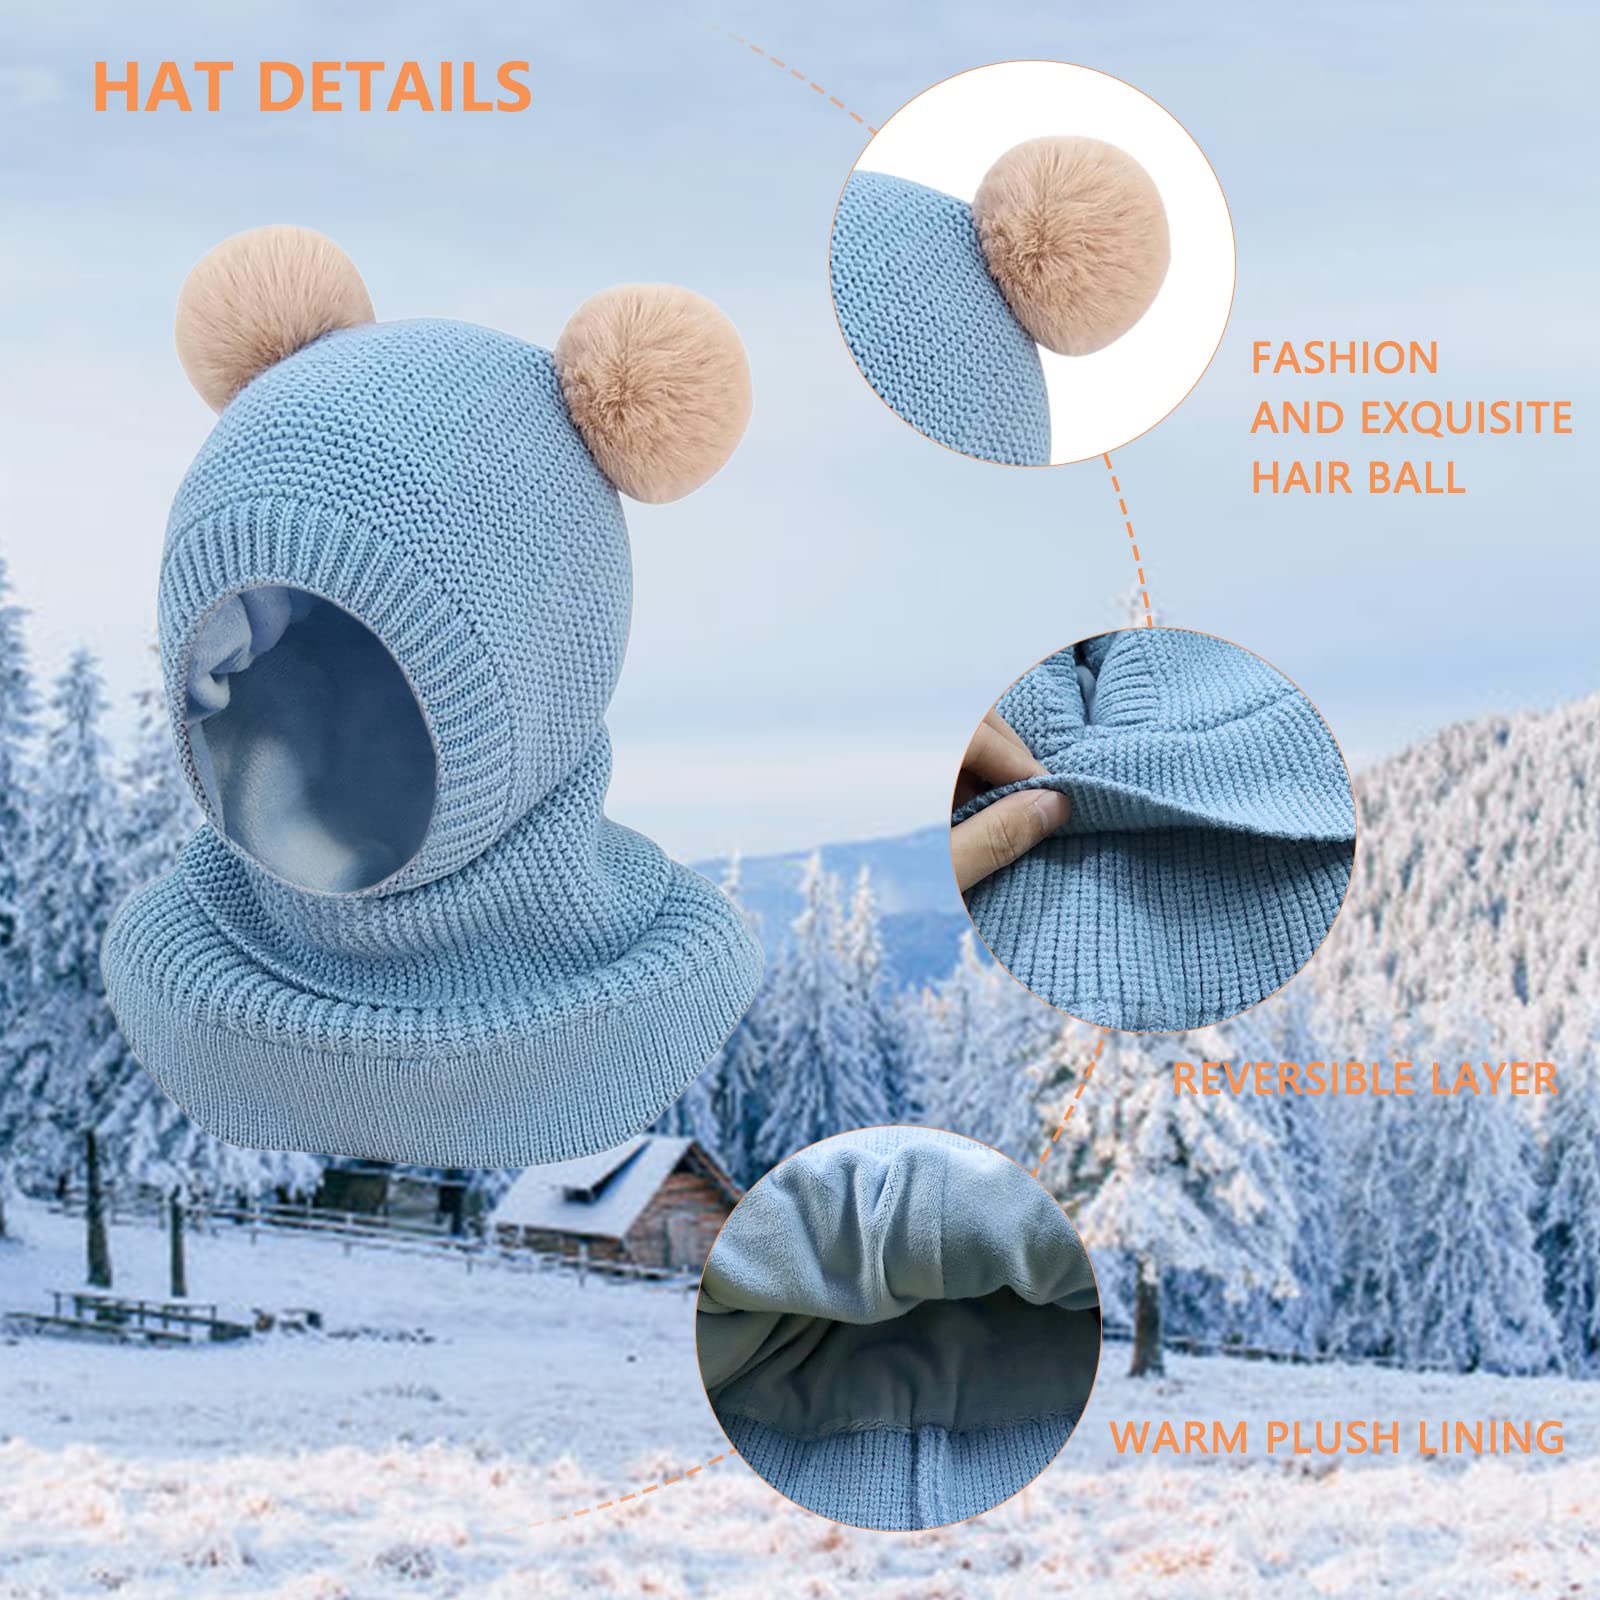 HAT DETAILS
FASHION
AND EXQUISITE
HAIR BALL
REVERSIBLE LAYER
WARM PLUSH LINING